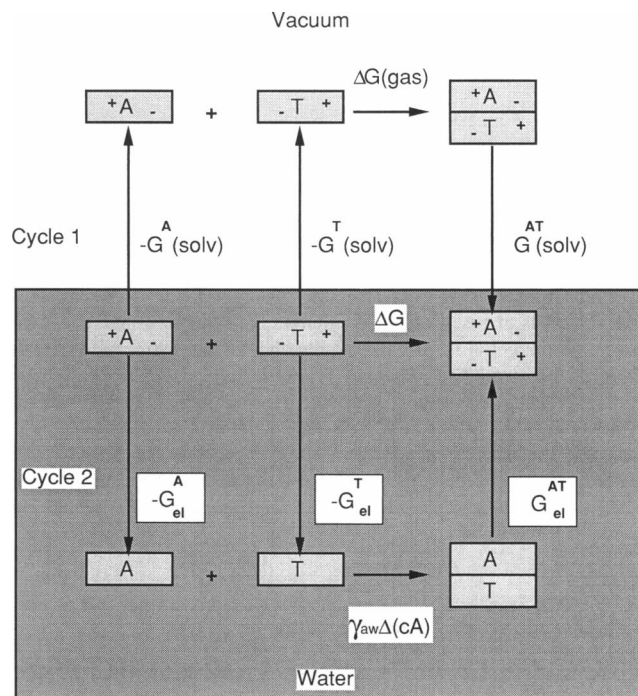 Vacuum
+A - + - T + ΔG(gas) +A -
- T +
Cycle 1 -G^A(solv) -G^T(solv) G^AT(solv)
+A - + - T + ΔG +A -
- T +
Cycle 2 -G^A_el -G^T_el G^AT_el
A + T A
T
γawΔ(cA)
Water